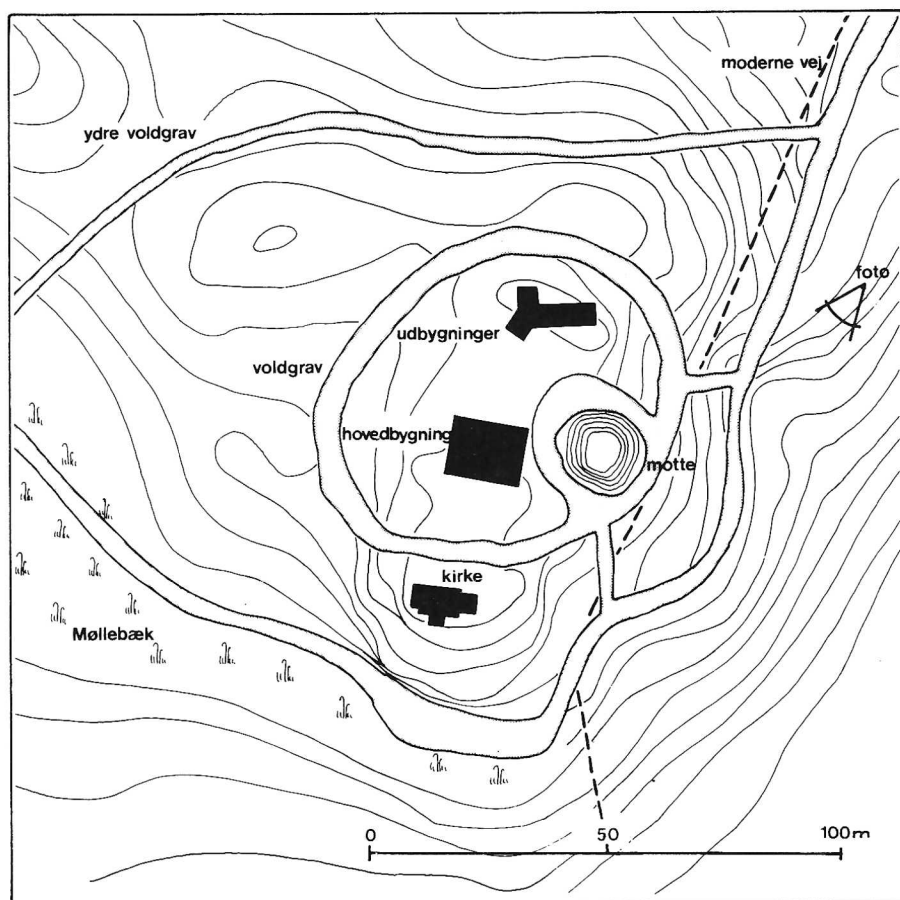 moderne vej
ydre voldgrav
foto
udbygninger
voldgrav
hovedbygning
motte
kirke
Møllebæk
0 50 100m